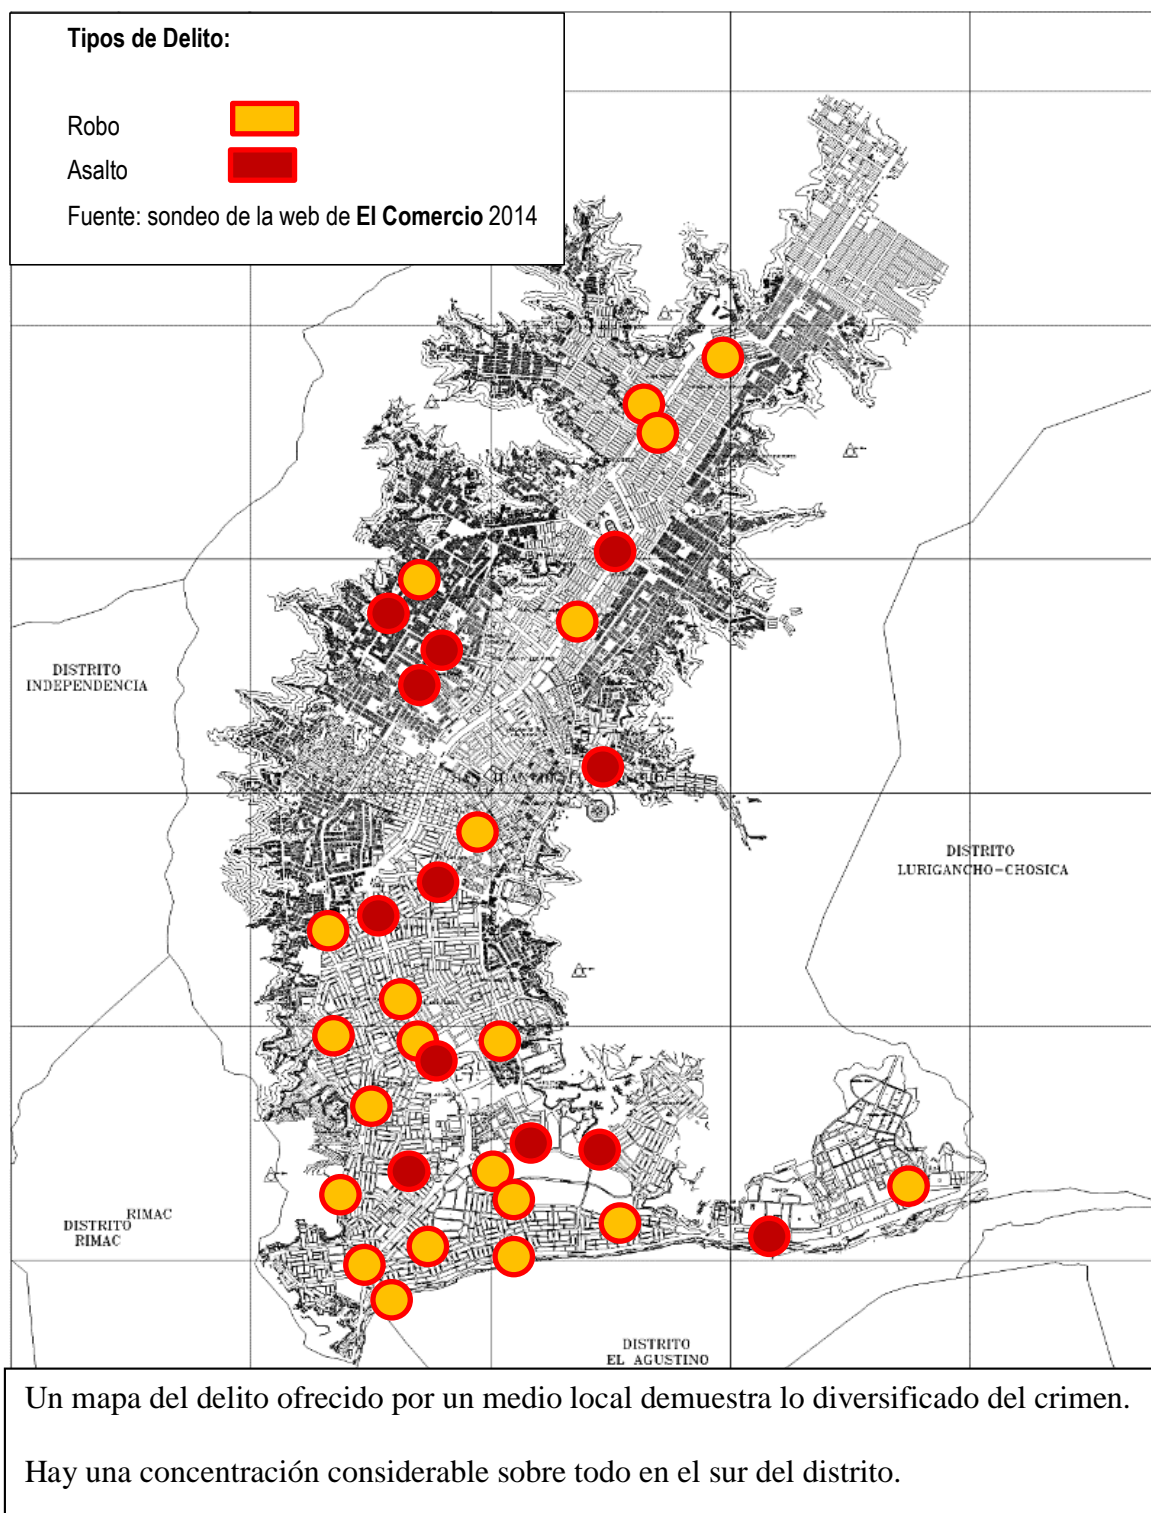 Tipos de Delito:
Robo
Asalto
Fuente: sondeo de la web de El Comercio 2014
DISTRITO
INDEPENDENCIA
DISTRITO
LURIGANCHO-CHOSICA
RIMAC
DISTRITO
RIMAC
DISTRITO
EL AGUSTINO
Un mapa del delito ofrecido por un medio local demuestra lo diversificado del crimen.
Hay una concentración considerable sobre todo en el sur del distrito.